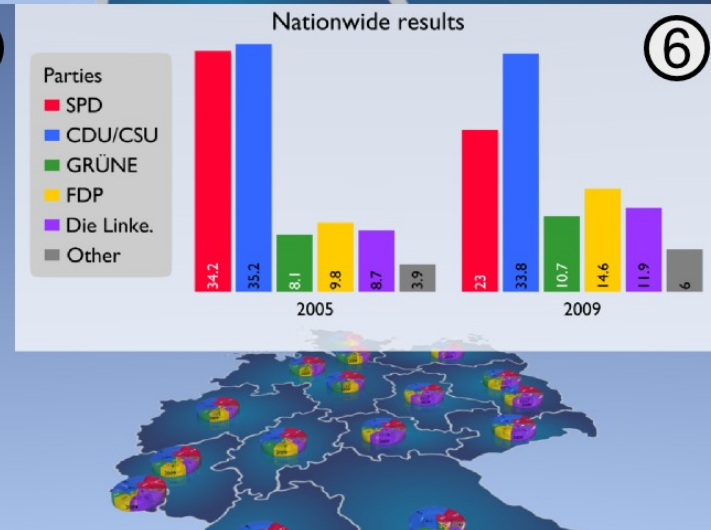 Nationwide results
6
Parties
SPD
CDU/CSU
GRÜNE
FDP
Die Linke.
Other
34.2
35.2
8.1
9.8
8.7
3.9
23
33.8
10.7
14.6
11.9
6
2005
2009